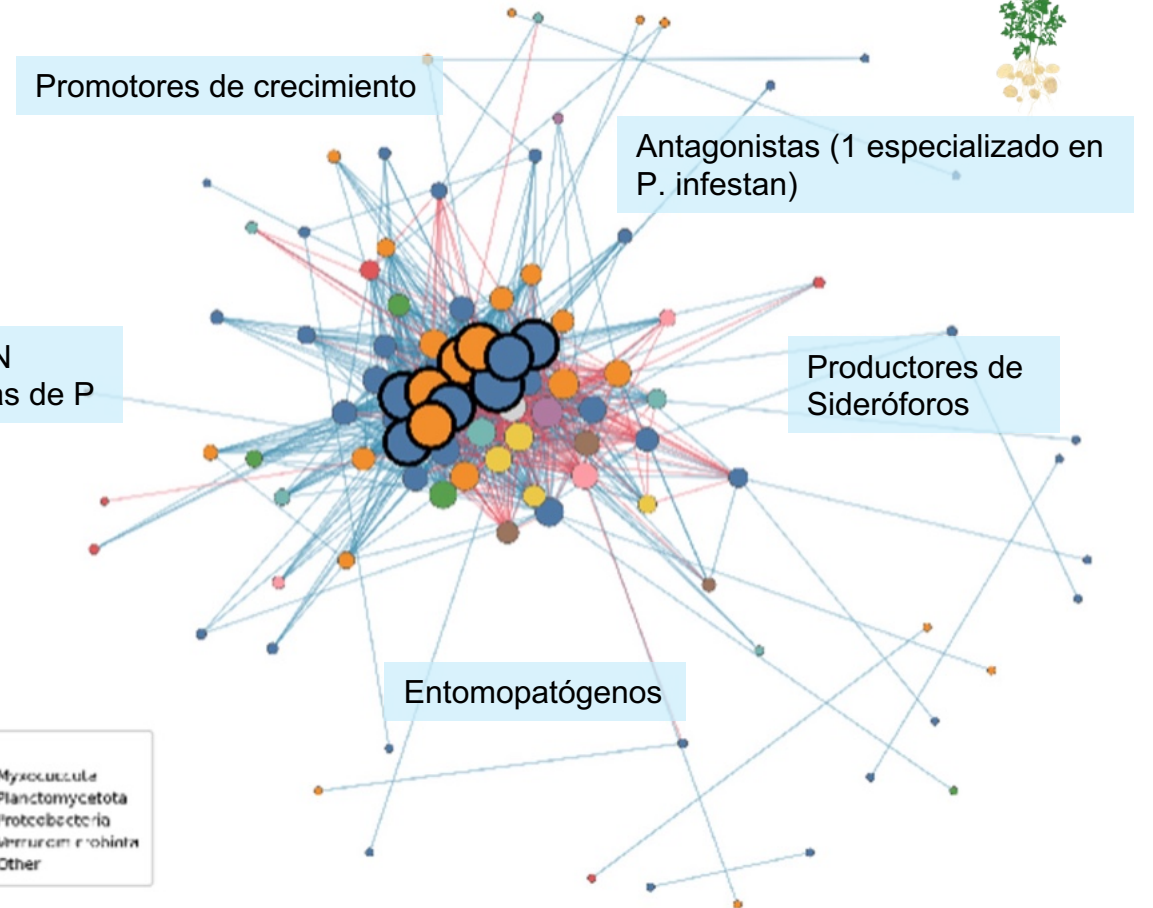 Promotores de crecimiento
Antagonistas (1 especializado en
P. infestan)
N
as de P
Productores de
Sideróforos
Entomopatógenos
Planctomycetota
Proteobacteria
Other